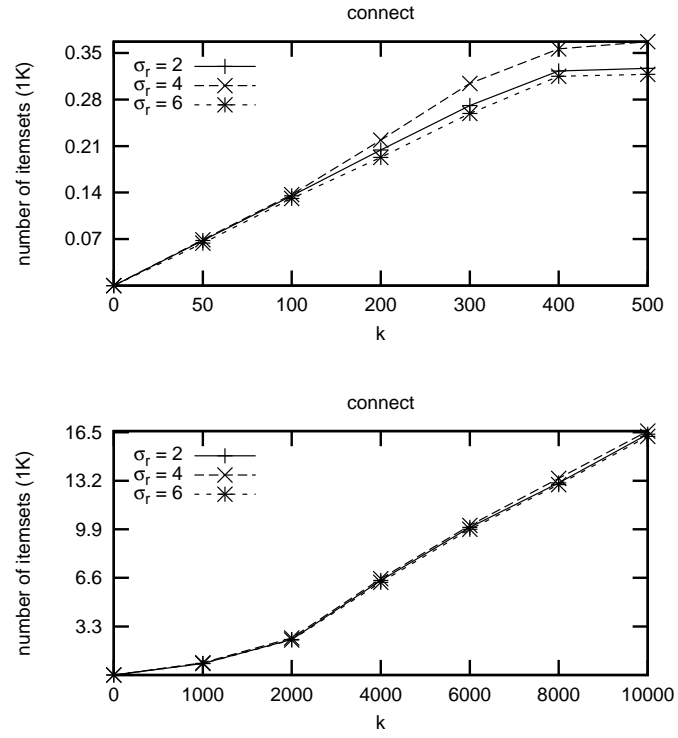 connect
number of itemsets (1K)
0.35
0.28
0.21
0.14
0.07
σr = 2
σr = 4
σr = 6
0 50 100 200 300 400 500
k
connect
number of itemsets (1K)
16.5
13.2
9.9
6.6
3.3
σr = 2
σr = 4
σr = 6
0 1000 2000 4000 6000 8000 10000
k